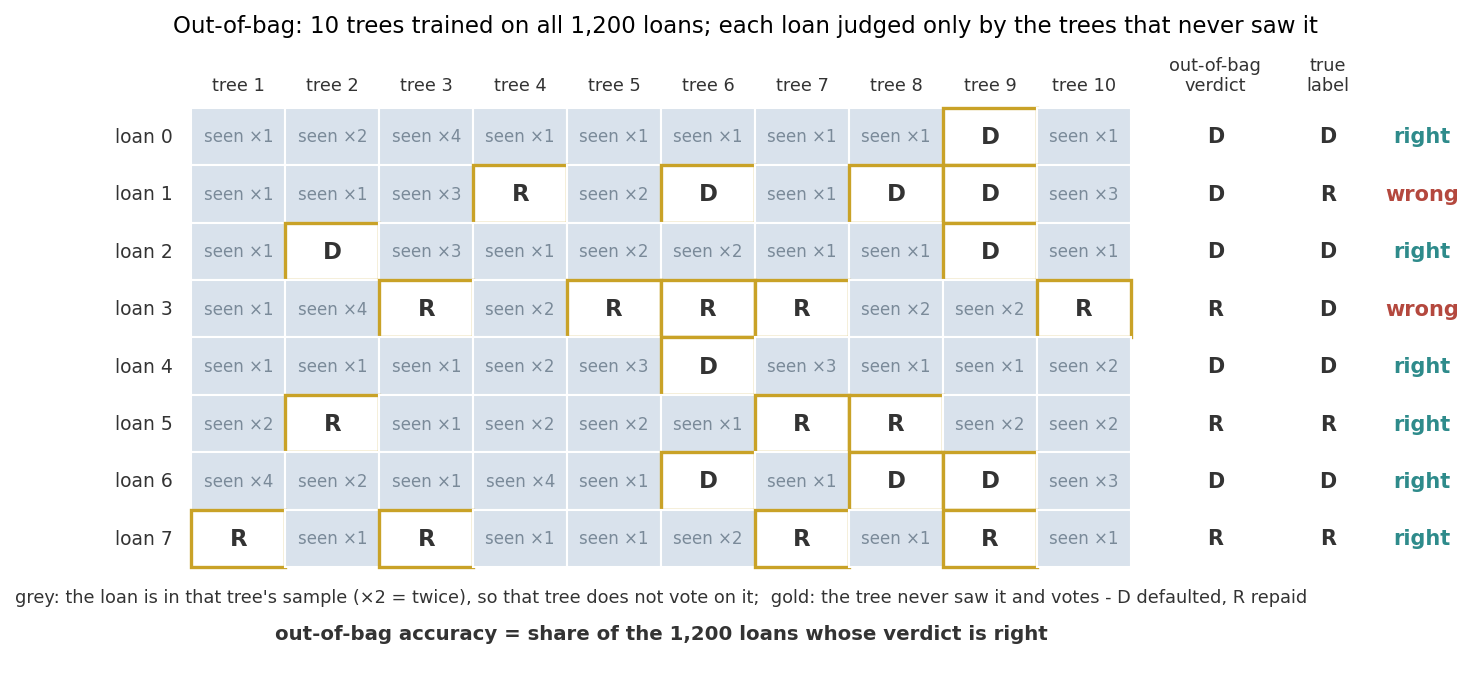 Out-of-bag: 10 trees trained on all 1,200 loans; each loan judged only by the trees that never saw it
tree 1 tree 2 tree 3 tree 4 tree 5 tree 6 tree 7 tree 8 tree 9 tree 10 out-of-bag verdict true label
loan 0 seen ×1 seen ×2 seen ×4 seen ×1 seen ×1 seen ×1 seen ×1 seen ×1 D seen ×1 D D right
loan 1 seen ×1 seen ×1 seen ×3 R seen ×2 D seen ×1 D D seen ×3 D R wrong
loan 2 seen ×1 D seen ×3 seen ×1 seen ×2 seen ×2 seen ×1 seen ×1 D seen ×1 D D right
loan 3 seen ×1 seen ×4 R seen ×2 R R R seen ×2 seen ×2 R R D wrong
loan 4 seen ×1 seen ×1 seen ×1 seen ×2 seen ×3 D seen ×3 seen ×1 seen ×1 seen ×2 D D right
loan 5 seen ×2 R seen ×1 seen ×2 seen ×2 seen ×1 R R seen ×2 seen ×2 R R right
loan 6 seen ×4 seen ×2 seen ×1 seen ×4 seen ×1 D seen ×1 D D seen ×3 D D right
loan 7 R seen ×1 R seen ×1 seen ×1 seen ×2 R seen ×1 R seen ×1 R R right
grey: the loan is in that tree's sample (×2 = twice), so that tree does not vote on it;  gold: the tree never saw it and votes - D defaulted, R repaid
out-of-bag accuracy = share of the 1,200 loans whose verdict is right